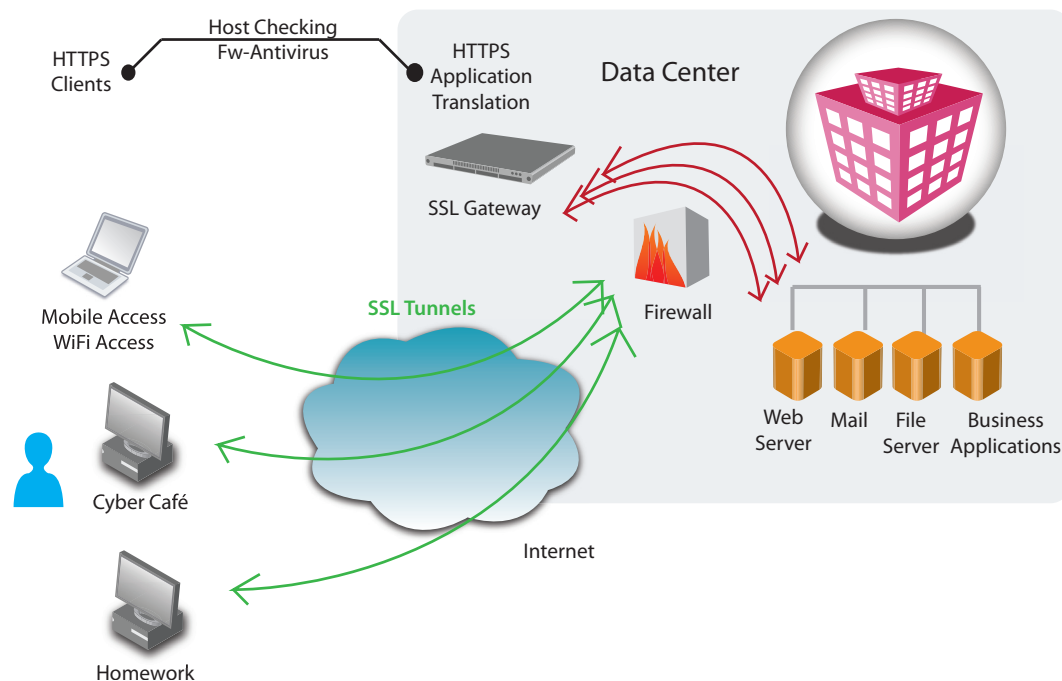 Host Checking
Fw-Antivirus
HTTPS
Clients
HTTPS
Application
Translation
Data Center
SSL Gateway
Firewall
SSL Tunnels
Mobile Access
WiFi Access
Web
Server
Mail
File
Server
Business
Applications
Cyber Café
Internet
Homework